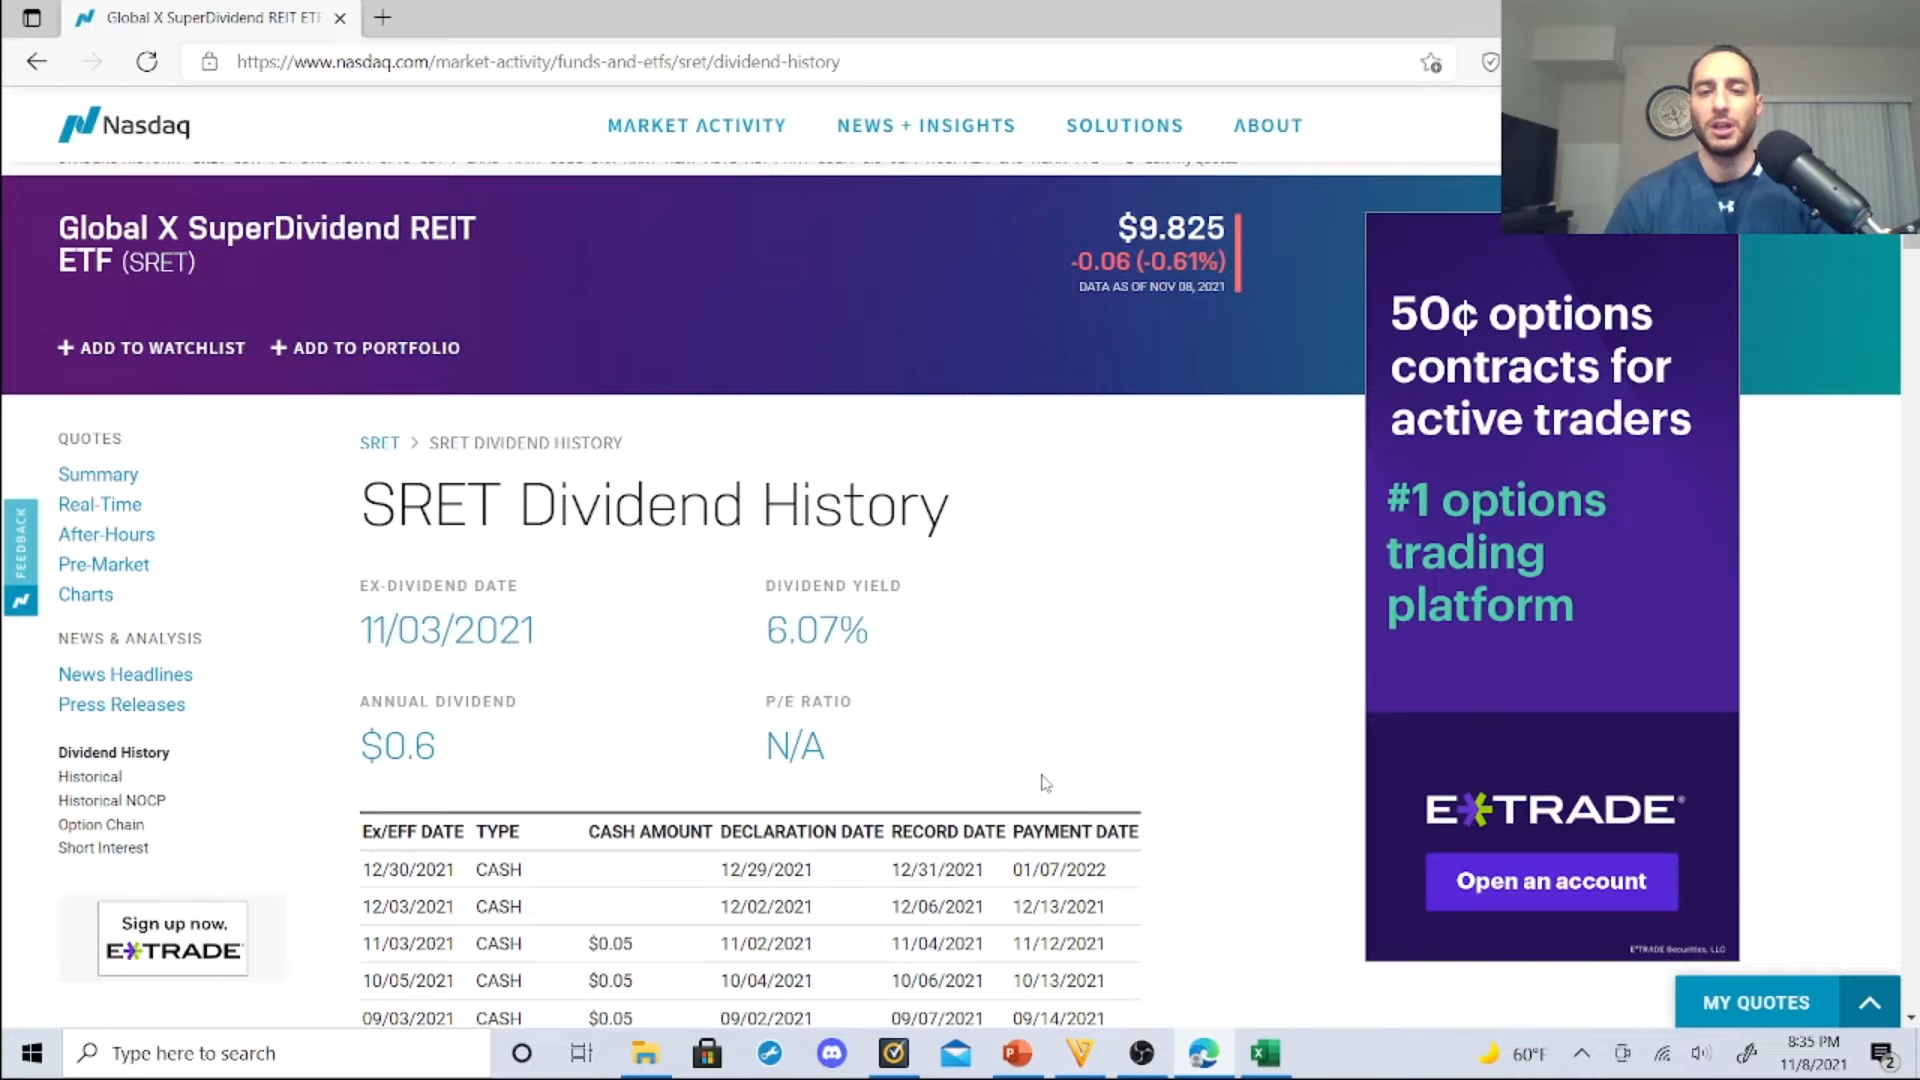 Global X SuperDividend REIT ETF
https://www.nasdaq.com/market-activity/funds-and-etfs/sret/dividend-history
Nasdaq
MARKET ACTIVITY
NEWS + INSIGHTS
SOLUTIONS
ABOUT
Global X SuperDividend REIT
ETF (SRET)
$9.825
-0.06 (-0.61%)
DATA AS OF NOV 08, 2021
+ ADD TO WATCHLIST + ADD TO PORTFOLIO
50¢ options
contracts for
active traders
#1 options
trading
platform
E*TRADE
Open an account
E*TRADE Securities, LLC
FEEDBACK
QUOTES
Summary
Real-Time
After-Hours
Pre-Market
Charts
NEWS & ANALYSIS
News Headlines
Press Releases
Dividend History
Historical
Historical NOCP
Option Chain
Short Interest
Sign up now.
E*TRADE
SRET > SRET DIVIDEND HISTORY
SRET Dividend History
EX-DIVIDEND DATE
11/03/2021
DIVIDEND YIELD
6.07%
ANNUAL DIVIDEND
$0.6
P/E RATIO
N/A
Ex/EFF DATE TYPE CASH AMOUNT DECLARATION DATE RECORD DATE PAYMENT DATE
12/30/2021 CASH 12/29/2021 12/31/2021 01/07/2022
12/03/2021 CASH 12/02/2021 12/06/2021 12/13/2021
11/03/2021 CASH $0.05 11/02/2021 11/04/2021 11/12/2021
10/05/2021 CASH $0.05 10/04/2021 10/06/2021 10/13/2021
09/03/2021 CASH $0.05 09/02/2021 09/07/2021 09/14/2021
MY QUOTES
Type here to search
60°F
8:35 PM
11/8/2021
2